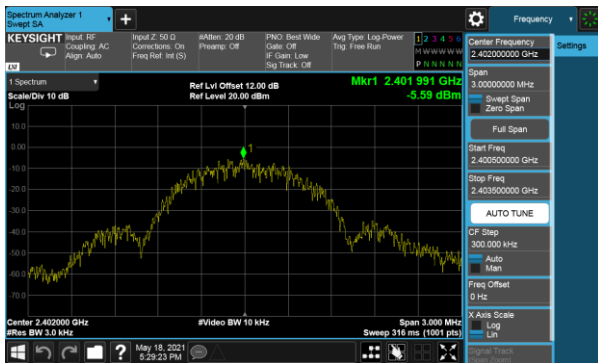 Spectrum Analyzer 1
Swept SA
+
Frequency
KEYSIGHT
Input: RF
Coupling: AC
Align: Auto
Input Z: 50 Ω
Corrections: On
Freq Ref: Int (S)
#Atten: 20 dB
Preamp: Off
PNO: Best Wide
Gate: Off
IF Gain: Low
Sig Track: Off
Avg Type: Log-Power
Trig: Free Run
1 2 3 4 5 6
M W W W W W
P N N N N N
LXI
1 Spectrum
Scale/Div 10 dB
Ref Lvl Offset 12.00 dB
Ref Level 20.00 dBm
Mkr1 2.401 991 GHz
-5.59 dBm
Log
10.0
0.00
-10.0
-20.0
-30.0
-40.0
-50.0
-60.0
-70.0
1
Center 2.402000 GHz
#Res BW 3.0 kHz
#Video BW 10 kHz
Span 3.000 MHz
Sweep 316 ms (1001 pts)
Center Frequency
2.402000000 GHz
Settings
Span
3.00000000 MHz
Swept Span
Zero Span
Full Span
Start Freq
2.400500000 GHz
Stop Freq
2.403500000 GHz
AUTO TUNE
CF Step
300.000 kHz
Auto
Man
Freq Offset
0 Hz
X Axis Scale
Log
Lin
Signal Track
(Span Zoom)
?
May 18, 2021
5:29:23 PM